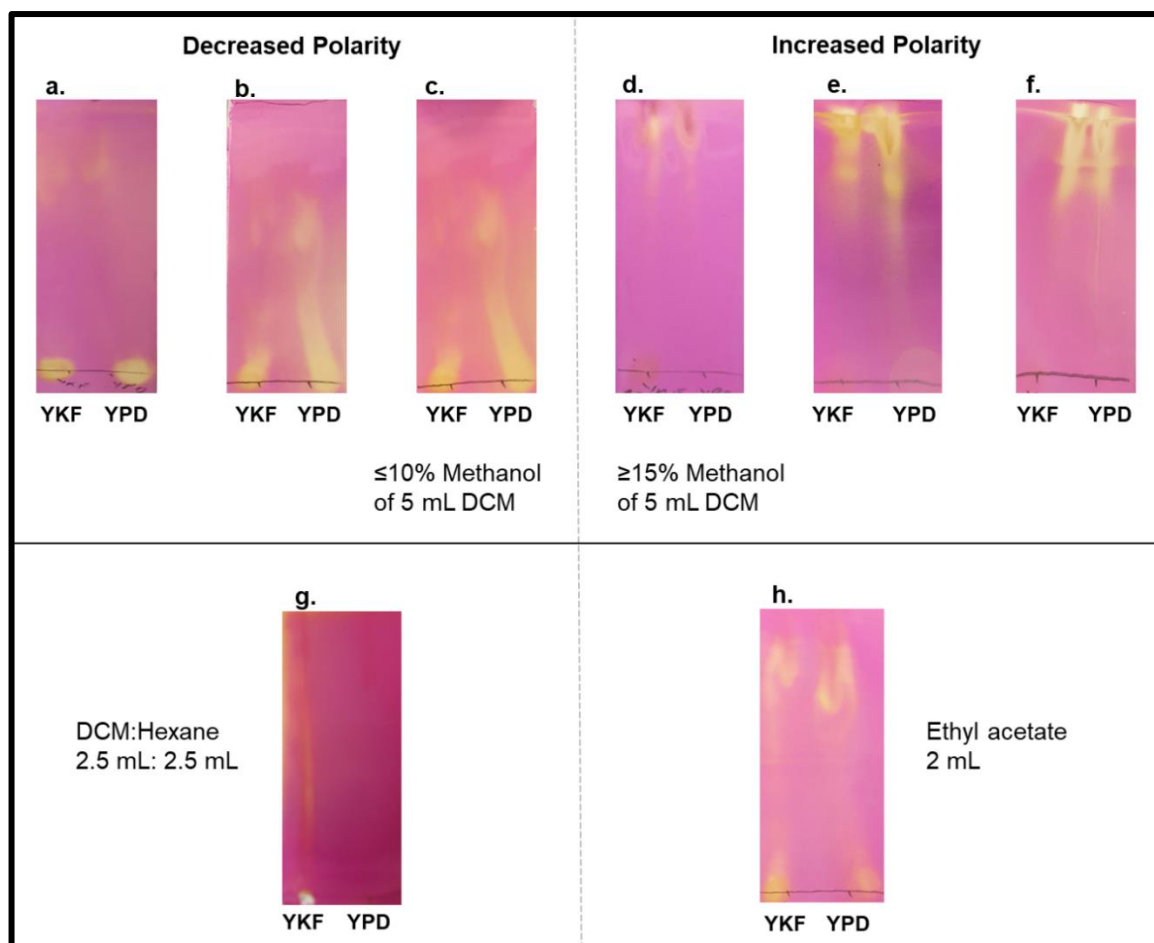 Decreased Polarity
Increased Polarity
a.
b.
c.
d.
e.
f.
YKF YPD
YKF YPD
YKF YPD
YKF YPD
YKF YPD
YKF YPD
≤10% Methanol
of 5 mL DCM
≥15% Methanol
of 5 mL DCM
g.
h.
DCM:Hexane
2.5 mL: 2.5 mL
Ethyl acetate
2 mL
YKF YPD
YKF YPD